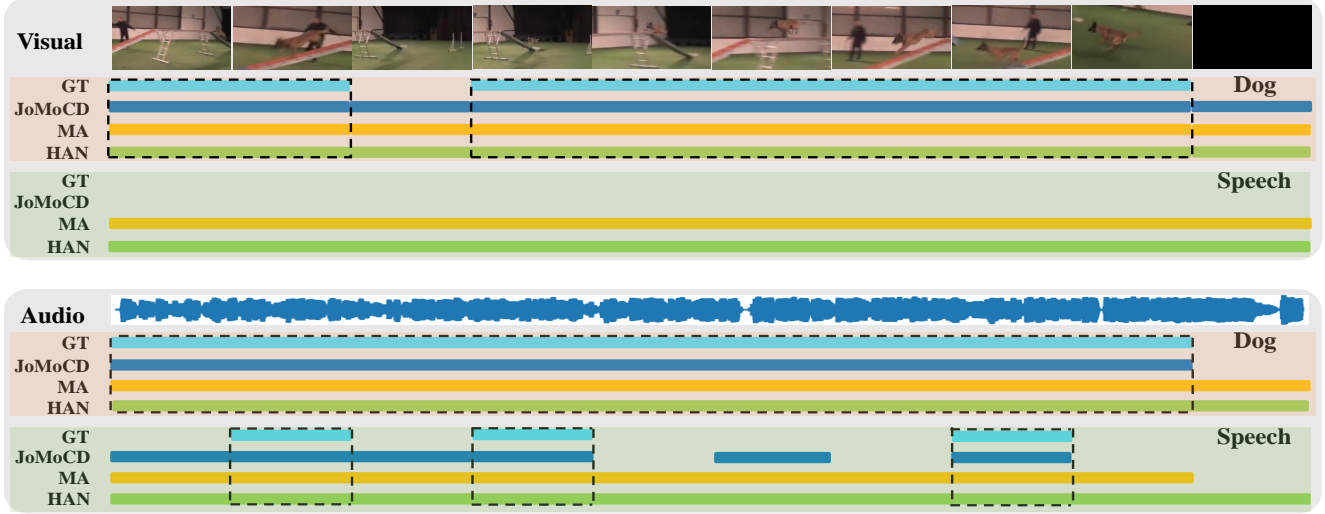 Visual
GT
Dog
JoMoCD
MA
HAN
GT
Speech
JoMoCD
MA
HAN
Audio
GT
Dog
JoMoCD
MA
HAN
GT
Speech
JoMoCD
MA
HAN